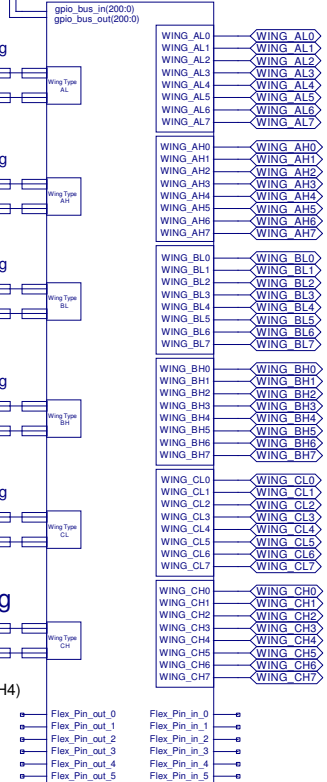 gpio_bus_in(200:0)
gpio_bus_out(200:0)
WING_AL0 WING_AL0
WING_AL1 WING_AL1
WING_AL2 WING_AL2
WING_AL3 WING_AL3
WING_AL4 WING_AL4
WING_AL5 WING_AL5
WING_AL6 WING_AL6
WING_AL7 WING_AL7
g
Wing Type
AL
WING_AH0 WING_AH0
WING_AH1 WING_AH1
WING_AH2 WING_AH2
WING_AH3 WING_AH3
WING_AH4 WING_AH4
WING_AH5 WING_AH5
WING_AH6 WING_AH6
WING_AH7 WING_AH7
g
Wing Type
AH
WING_BL0 WING_BL0
WING_BL1 WING_BL1
WING_BL2 WING_BL2
WING_BL3 WING_BL3
WING_BL4 WING_BL4
WING_BL5 WING_BL5
WING_BL6 WING_BL6
WING_BL7 WING_BL7
g
Wing Type
BL
WING_BH0 WING_BH0
WING_BH1 WING_BH1
WING_BH2 WING_BH2
WING_BH3 WING_BH3
WING_BH4 WING_BH4
WING_BH5 WING_BH5
WING_BH6 WING_BH6
WING_BH7 WING_BH7
g
Wing Type
BH
WING_CL0 WING_CL0
WING_CL1 WING_CL1
WING_CL2 WING_CL2
WING_CL3 WING_CL3
WING_CL4 WING_CL4
WING_CL5 WING_CL5
WING_CL6 WING_CL6
WING_CL7 WING_CL7
g
Wing Type
CL
WING_CH0 WING_CH0
WING_CH1 WING_CH1
WING_CH2 WING_CH2
WING_CH3 WING_CH3
WING_CH4 WING_CH4
WING_CH5 WING_CH5
WING_CH6 WING_CH6
WING_CH7 WING_CH7
g
Wing Type
CH
H4)
Flex_Pin_out_0 Flex_Pin_in_0
Flex_Pin_out_1 Flex_Pin_in_1
Flex_Pin_out_2 Flex_Pin_in_2
Flex_Pin_out_3 Flex_Pin_in_3
Flex_Pin_out_4 Flex_Pin_in_4
Flex_Pin_out_5 Flex_Pin_in_5